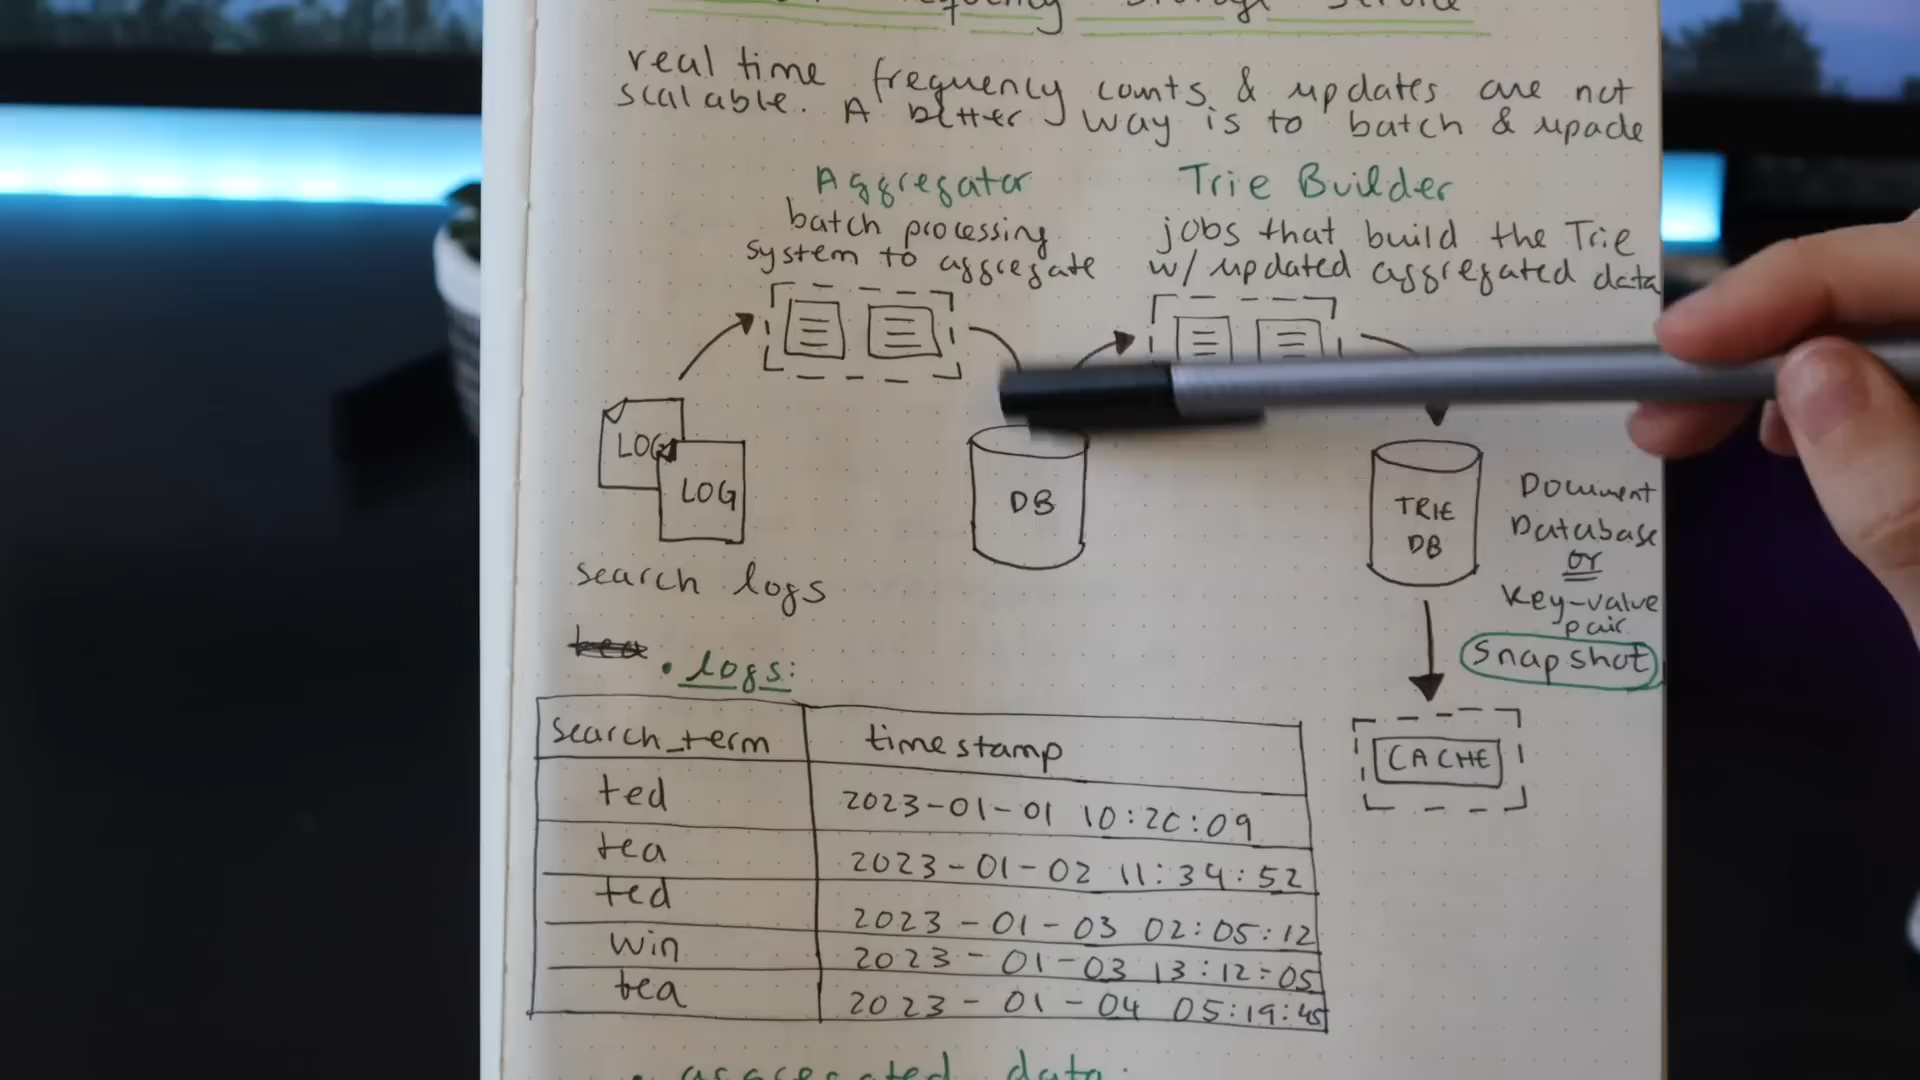 real time frequency counts & updates are not
scalable. A better way is to batch & upade
Aggregator
batch processing
system to aggregate
Trie Builder
jobs that build the Trie
w/ updated aggregated data
LOG
LOG
search logs
DB
TRIE
DB
Document
Database
or
Key-value
pair
Snapshot
CACHE
logs:
search_term timestamp
ted 2023-01-01 10:20:09
tea 2023-01-02 11:34:52
ted 2023-01-03 02:05:12
win 2023-01-03 13:12:05
tea 2023-01-04 05:19:45
aggregated data: